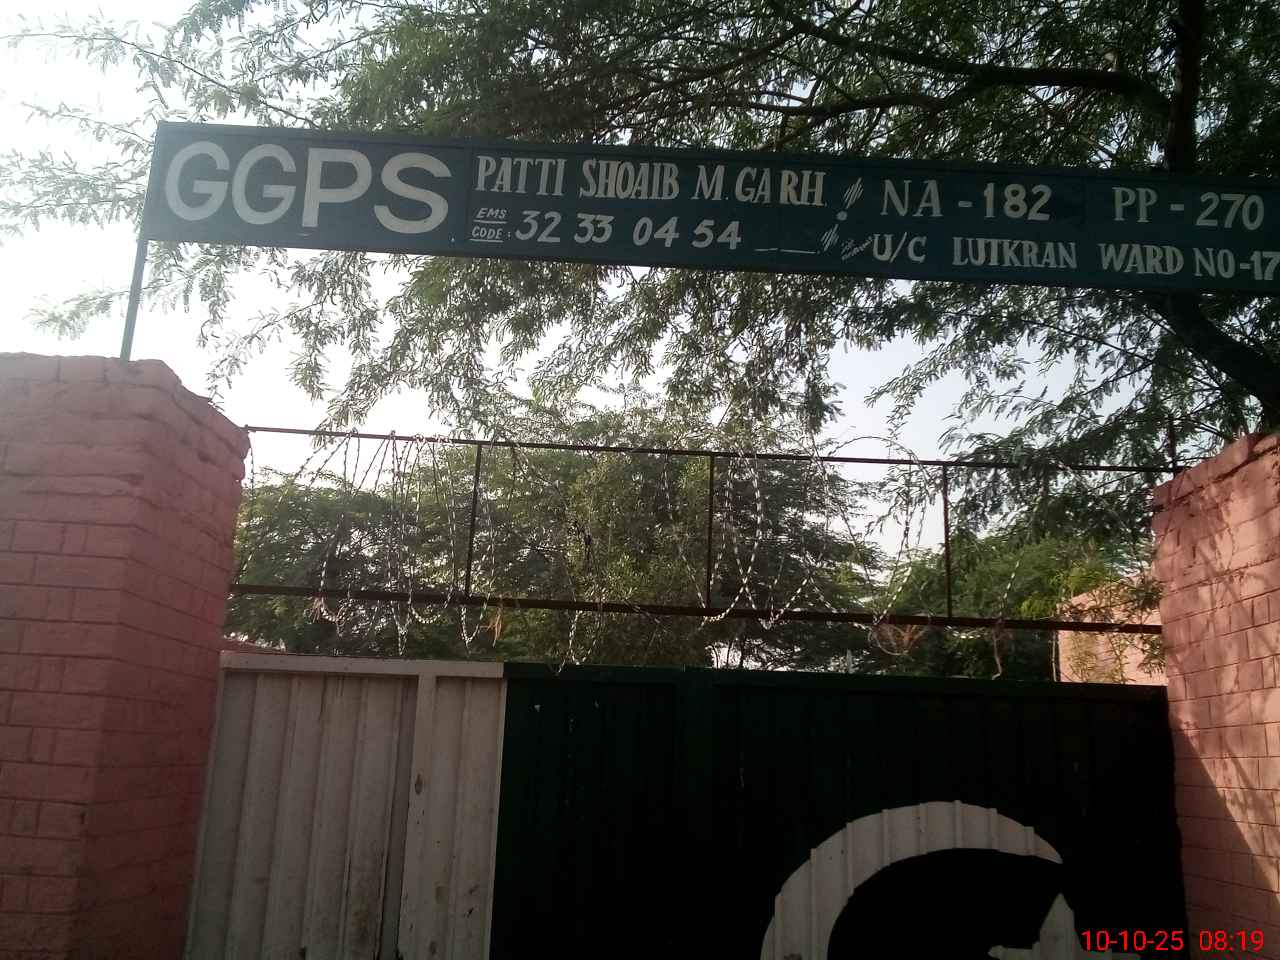 GGPS
PATTI SHOAIB M.GARH
EMS CODE: 32 33 04 54
NA-182 PP-270
U/C LUTKRAN WARD NO-17
10-10-25 08:19